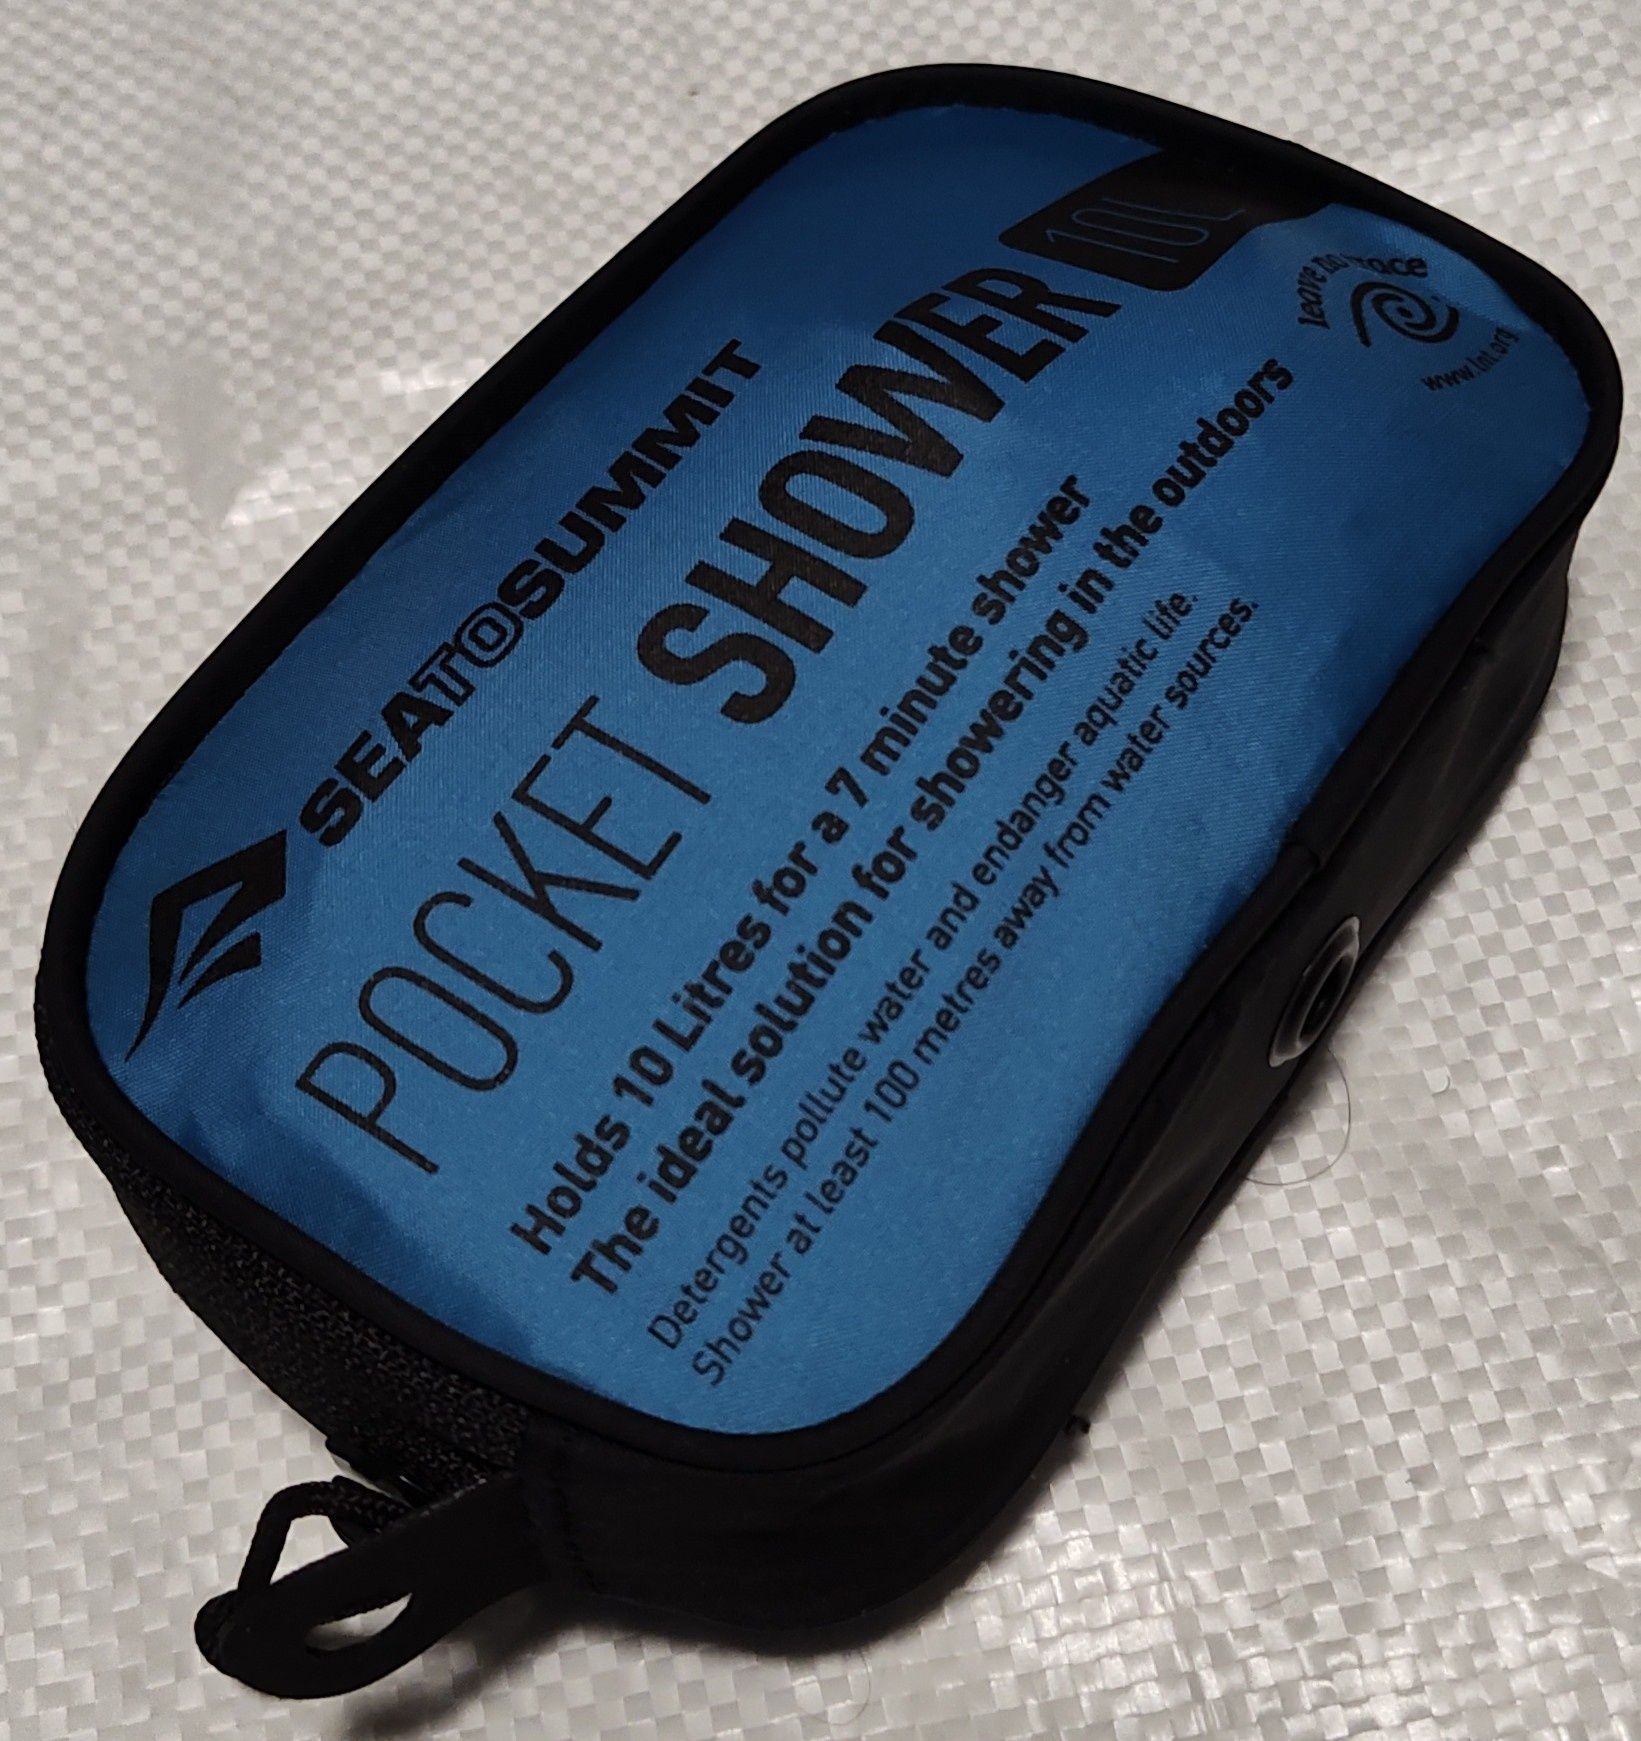 SEATOSUMMIT
POCKET SHOWER 10L
Holds 10 Litres for a 7 minute shower
The ideal solution for showering in the outdoors
Detergents pollute water and endanger aquatic life.
Shower at least 100 metres away from water sources.
leave no trace
www.lnt.org